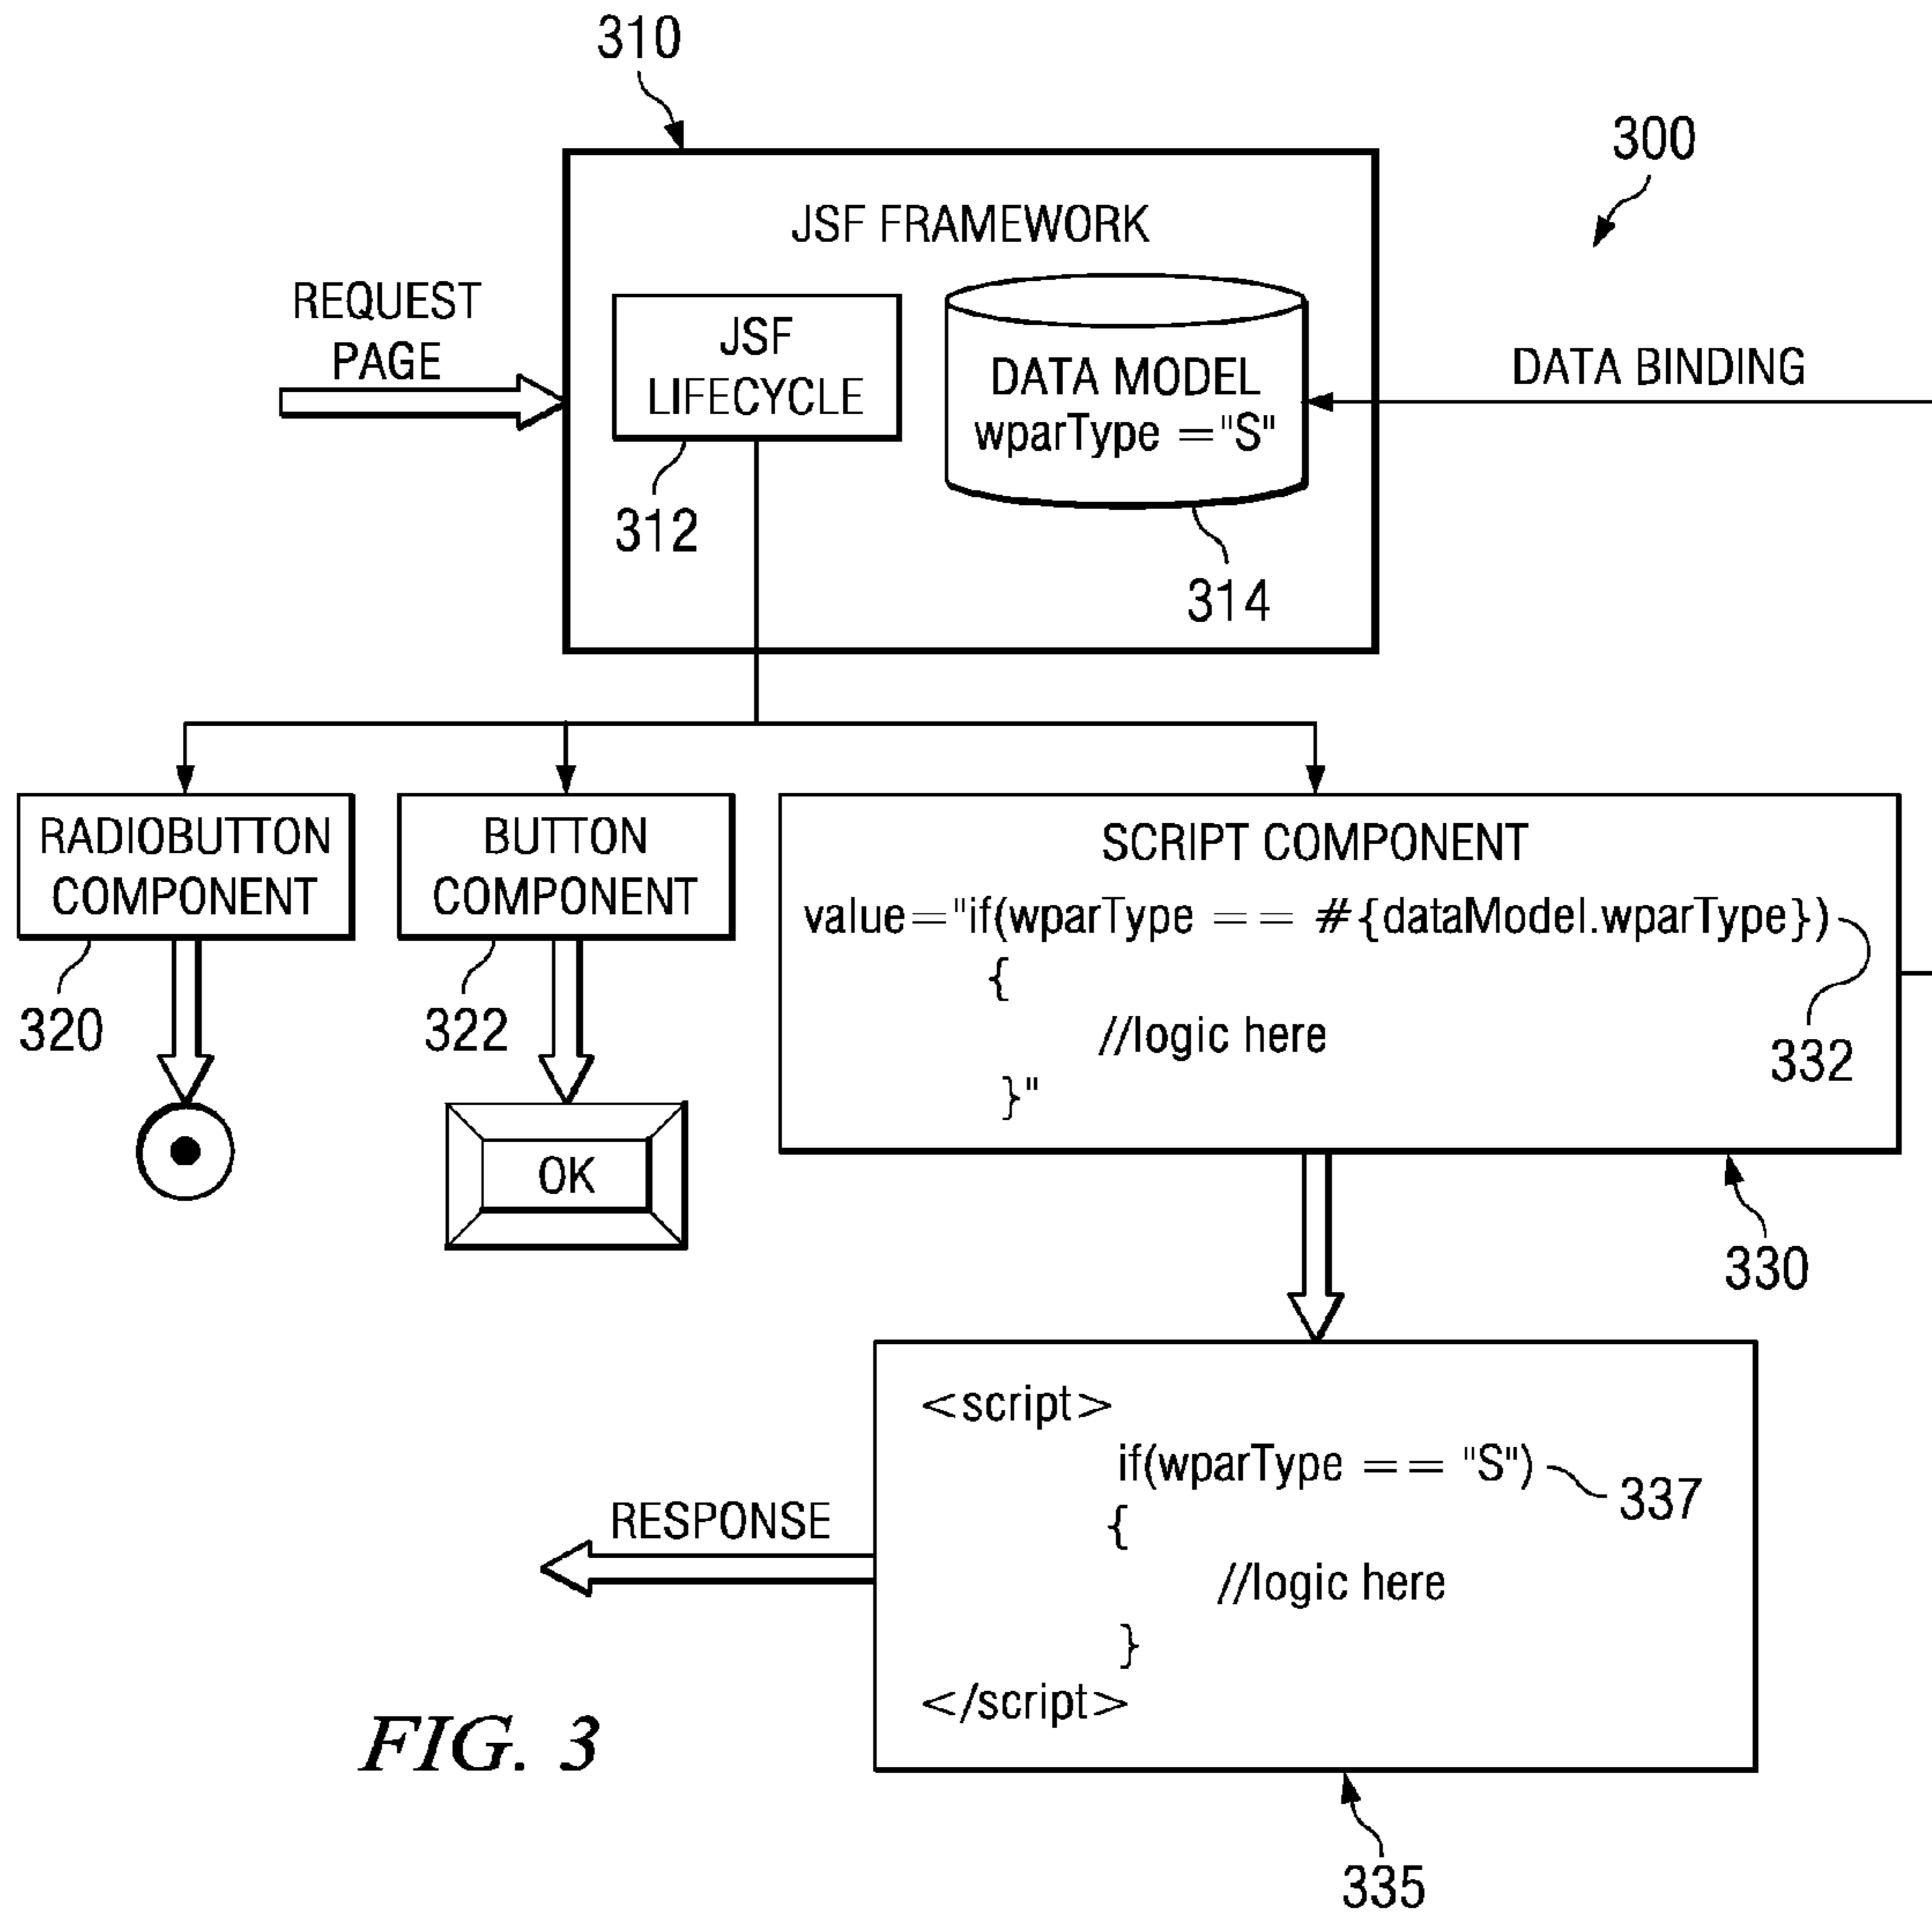 310
300
JSF FRAMEWORK
REQUEST
PAGE
JSF
LIFECYCLE
DATA MODEL
wparType ="S"
DATA BINDING
312
314
RADIOBUTTON
COMPONENT
BUTTON
COMPONENT
SCRIPT COMPONENT
value="if(wparType == #{dataModel.wparType})
{
//logic here
}"
320
322
332
OK
330
<script>
if(wparType == "S")
337
{
//logic here
}
</script>
RESPONSE
FIG. 3
335